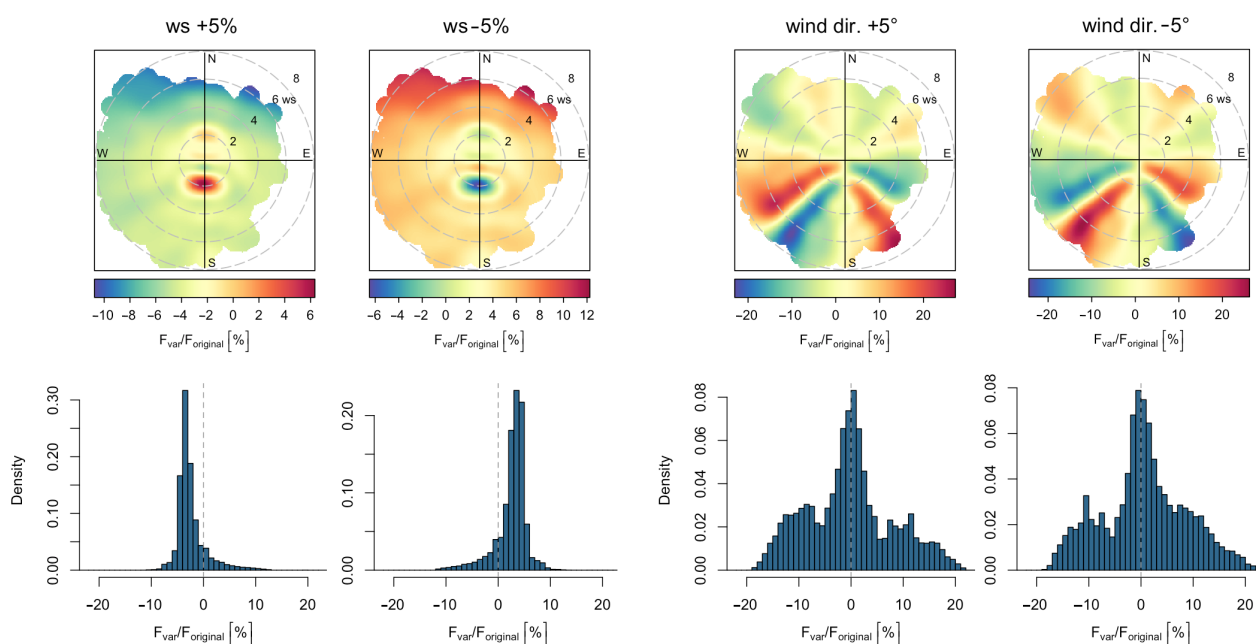 ws +5%
ws −5%
wind dir. +5°
wind dir. −5°
N
8
6 ws
4
2
W
E
S
N
8
6 ws
4
2
W
E
S
N
8
6 ws
4
2
W
E
S
N
8
6 ws
4
2
W
E
S
−10 −8 −6 −4 −2 0 2 4 6
−6 −4 −2 0 2 4 6 8 10 12
−20 −10 0 10 20
−20 −10 0 10 20
Fvar/Foriginal [%]
Fvar/Foriginal [%]
Fvar/Foriginal [%]
Fvar/Foriginal [%]
Density
0.30
0.20
0.10
0.00
−20 −10 0 10 20
Fvar/Foriginal [%]
0.20
0.10
0.00
−20 −10 0 10 20
Fvar/Foriginal [%]
Density
0.08
0.06
0.04
0.02
0.00
−20 −10 0 10 20
Fvar/Foriginal [%]
0.08
0.06
0.04
0.02
0.00
−20 −10 0 10 20
Fvar/Foriginal [%]